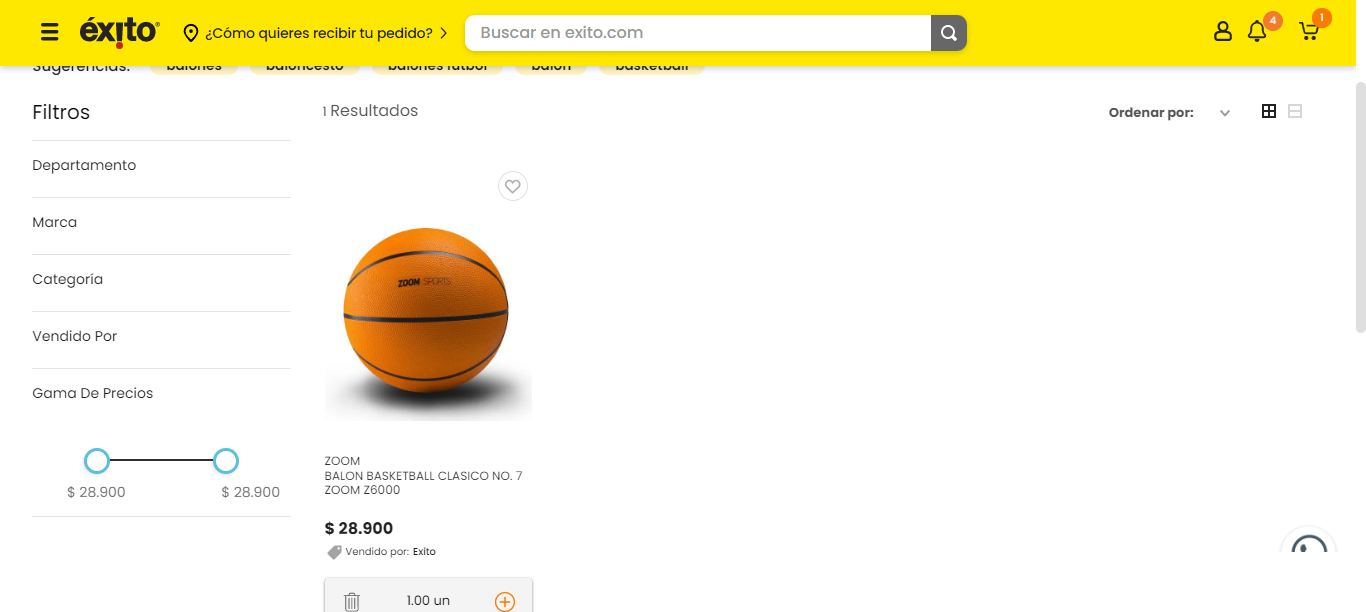 éxito
¿Cómo quieres recibir tu pedido?
Buscar en exito.com
4
1
Sugerencias: balones baloncesto balones futbol balon basketball
Filtros
1 Resultados
Ordenar por:
Departamento
Marca
Categoría
Vendido Por
Gama De Precios
$ 28.900 $ 28.900
ZOOM SPORTS
ZOOM
BALON BASKETBALL CLASICO NO. 7
ZOOM Z6000
$ 28.900
Vendido por: Exito
1.00 un